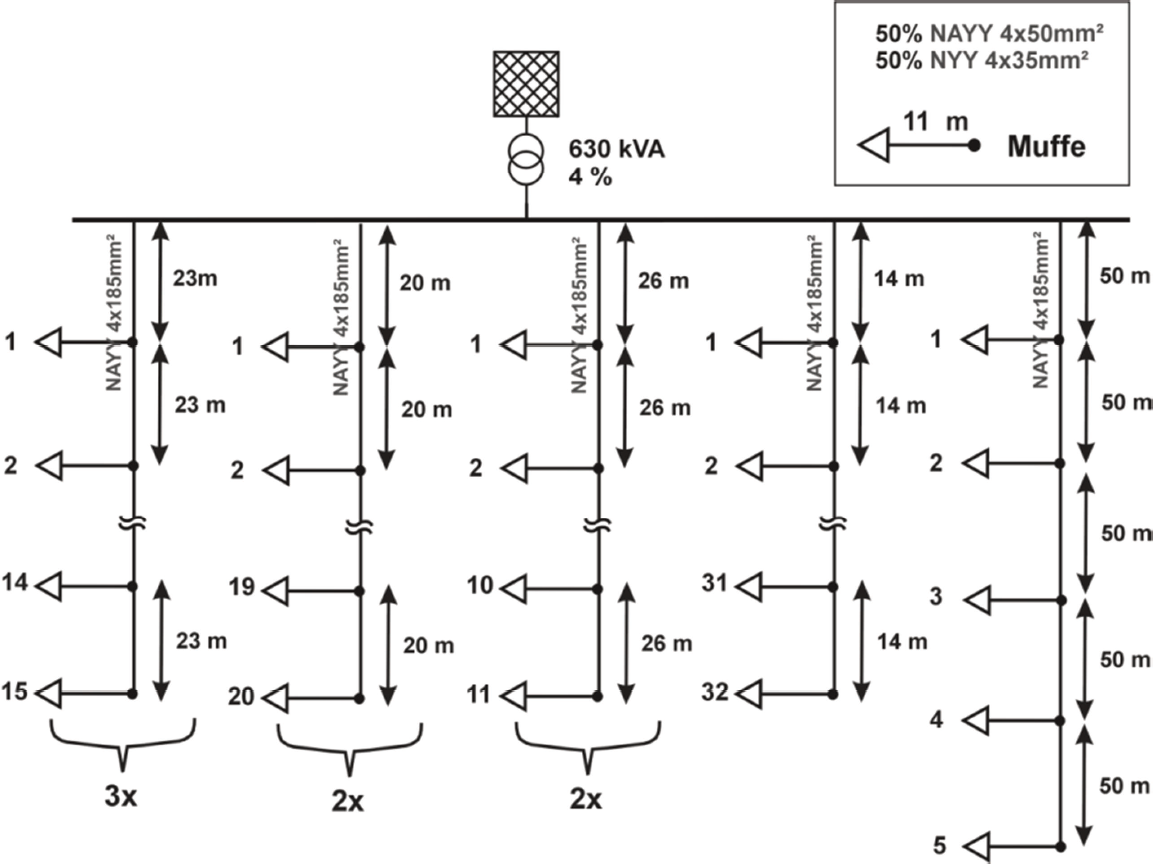 50% NAYY 4x50mm²
50% NYY 4x35mm²
11 m
Muffe
630 kVA
4 %
NAYY 4x185mm²
23m
1
23 m
2
14
23 m
15
3x
NAYY 4x185mm²
20 m
1
20 m
2
19
20 m
20
2x
NAYY 4x185mm²
26 m
1
26 m
2
10
26 m
11
2x
NAYY 4x185mm²
14 m
1
14 m
2
31
14 m
32
NAYY 4x185mm²
50 m
1
50 m
2
50 m
3
50 m
4
50 m
5